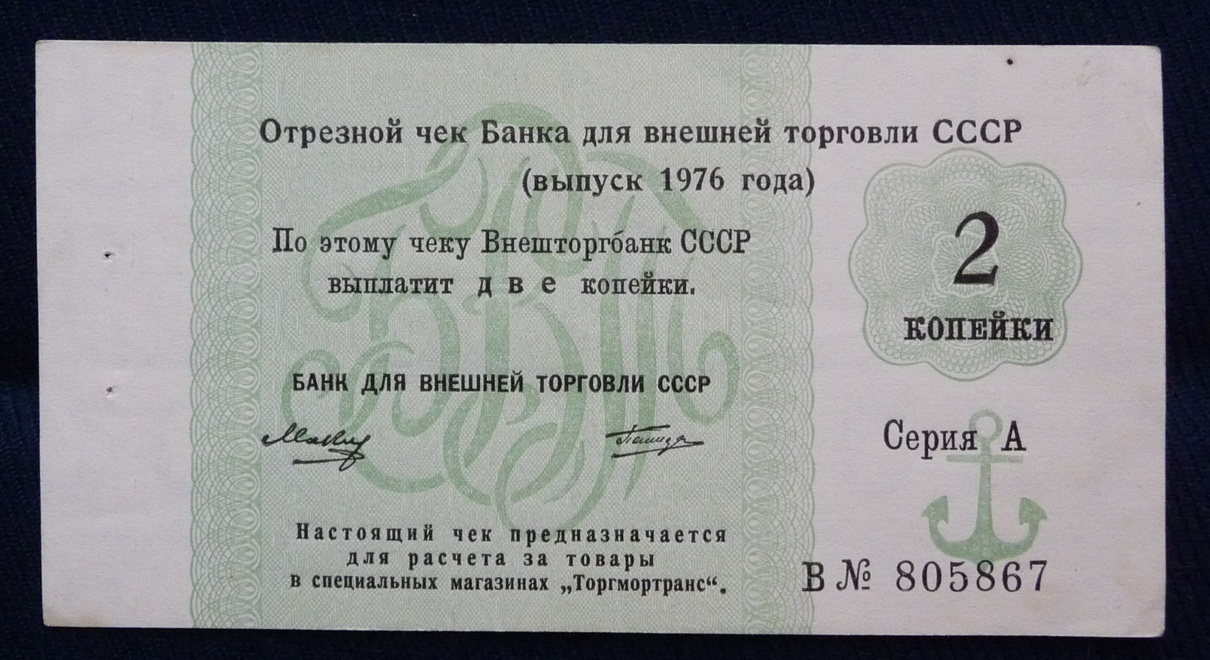 Отрезной чек Банка для внешней торговли СССР
(выпуск 1976 года)
По этому чеку Внешторгбанк СССР
выплатит две копейки.
2
КОПЕЙКИ
БАНК ДЛЯ ВНЕШНЕЙ ТОРГОВЛИ СССР
Серия А
Настоящий чек предназначается
для расчета за товары
в специальных магазинах „Торгмортранс“.
В № 805867